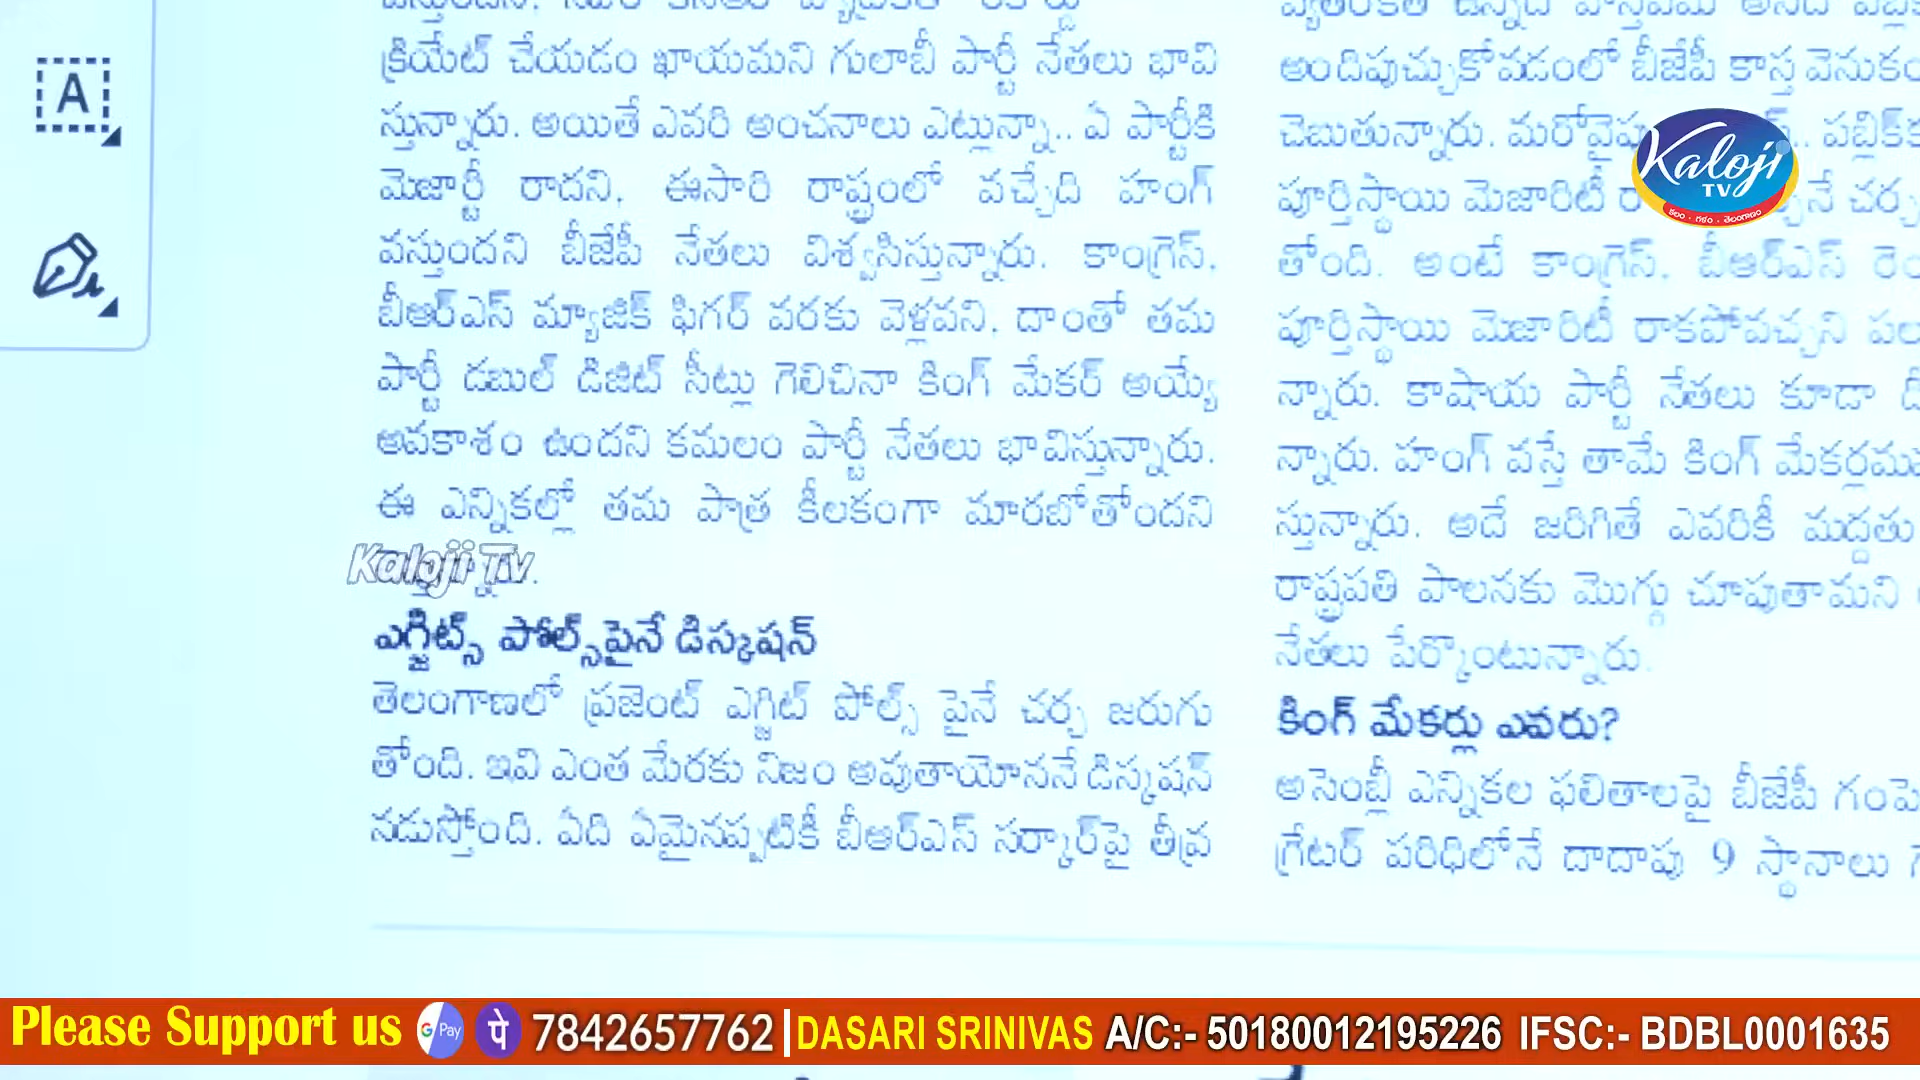 క్రియేట్ చేయడం ఖాయమని గులాబీ పార్టీ నేతలు భావి
స్తున్నారు. అయితే ఎవరి అంచనాలు ఎట్లున్నా.. ఏ పార్టీకి
మెజార్టీ రాదని, ఈసారి రాష్ట్రంలో వచ్చేది హంగ్
వస్తుందని బీజేపీ నేతలు విశ్వసిస్తున్నారు. కాంగ్రెస్,
బీఆర్ఎస్ మ్యాజిక్ ఫిగర్ వరకు వెళ్లవని, దాంతో తమ
పార్టీ డబుల్ డిజిట్ సీట్లు గెలిచినా కింగ్ మేకర్ అయ్యే
అవకాశం ఉందని కమలం పార్టీ నేతలు భావిస్తున్నారు.
ఈ ఎన్నికల్లో తమ పాత్ర కీలకంగా మారబోతోందని
Kaloji Tv
ఎగ్జిట్స్ పోల్స్‌పైనే డిస్కషన్
తెలంగాణలో ప్రజెంట్ ఎగ్జిట్ పోల్స్ పైనే చర్చ జరుగు
తోంది. ఇవి ఎంత మేరకు నిజం అవుతాయోననే డిస్కషన్
నడుస్తోంది. ఏది ఏమైనప్పటికీ బీఆర్ఎస్ సర్కార్‌పై తీవ్ర
అందిపుచ్చుకోవడంలో బీజేపీ కాస్త
చెబుతున్నారు.
పూర్తిస్థాయి మెజారిటీ
తోంది. అంటే కాంగ్రెస్, బీఆర్ఎస్
పూర్తిస్థాయి మెజారిటీ రాకపోవచ్చని
న్నారు. కాషాయ పార్టీ నేతలు కూడా
న్నారు. హంగ్ వస్తే తామే కింగ్
స్తున్నారు. అదే జరిగితే ఎవరికీ మద్దతు
రాష్ట్రపతి పాలనకు మొగ్గు చూపుతామని
నేతలు పేర్కొంటున్నారు.
కింగ్ మేకర్లు ఎవరు?
అసెంబ్లీ ఎన్నికల ఫలితాలపై బీజేపీ
గ్రేటర్ పరిధిలోనే దాదాపు 9 స్థానాలు
Kaloji
TV
Please Support us G Pay पे 7842657762 | DASARI SRINIVAS A/C:- 50180012195226 IFSC:- BDBL0001635